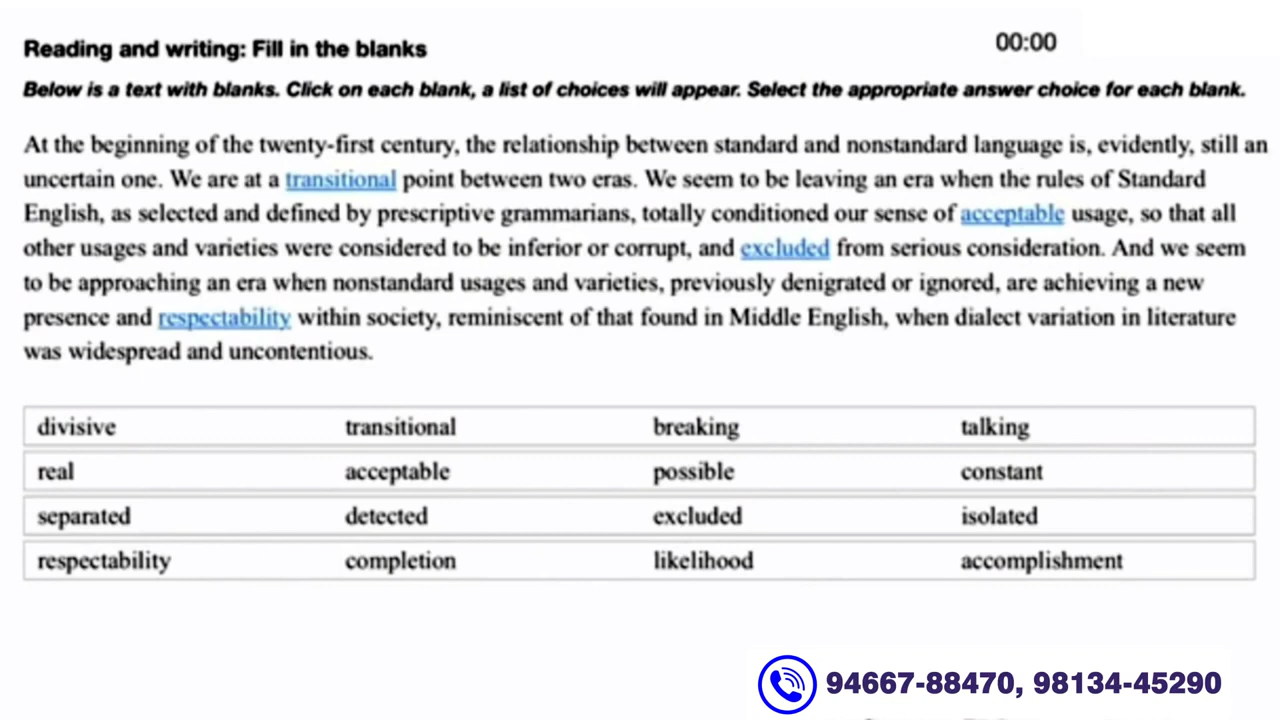 Reading and writing: Fill in the blanks
00:00
Below is a text with blanks. Click on each blank, a list of choices will appear. Select the appropriate answer choice for each blank.
At the beginning of the twenty-first century, the relationship between standard and nonstandard language is, evidently, still an
uncertain one. We are at a transitional point between two eras. We seem to be leaving an era when the rules of Standard
English, as selected and defined by prescriptive grammarians, totally conditioned our sense of acceptable usage, so that all
other usages and varieties were considered to be inferior or corrupt, and excluded from serious consideration. And we seem
to be approaching an era when nonstandard usages and varieties, previously denigrated or ignored, are achieving a new
presence and respectability within society, reminiscent of that found in Middle English, when dialect variation in literature
was widespread and uncontentious.
divisive transitional breaking talking
real acceptable possible constant
separated detected excluded isolated
respectability completion likelihood accomplishment
94667-88470, 98134-45290